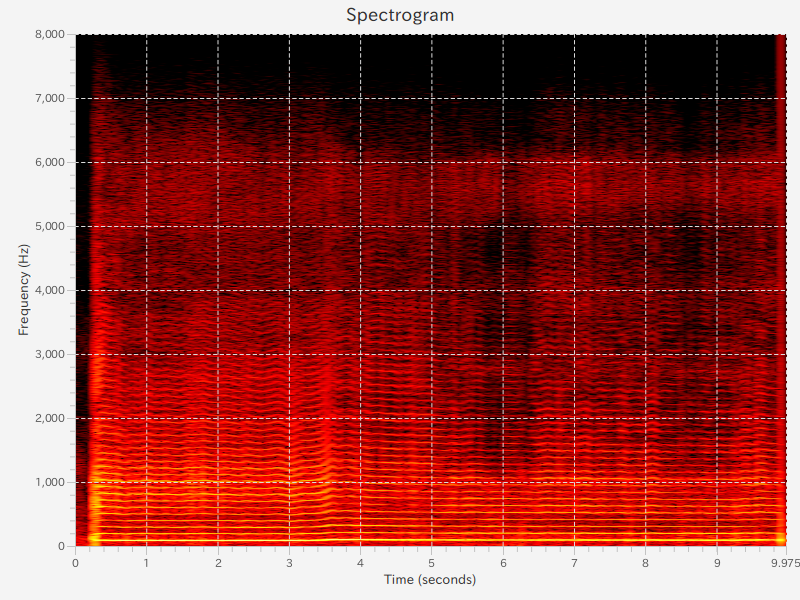 Spectrogram
8,000
7,000
6,000
5,000
4,000
3,000
2,000
1,000
0
Frequency (Hz)
0 1 2 3 4 5 6 7 8 9 9.975
Time (seconds)